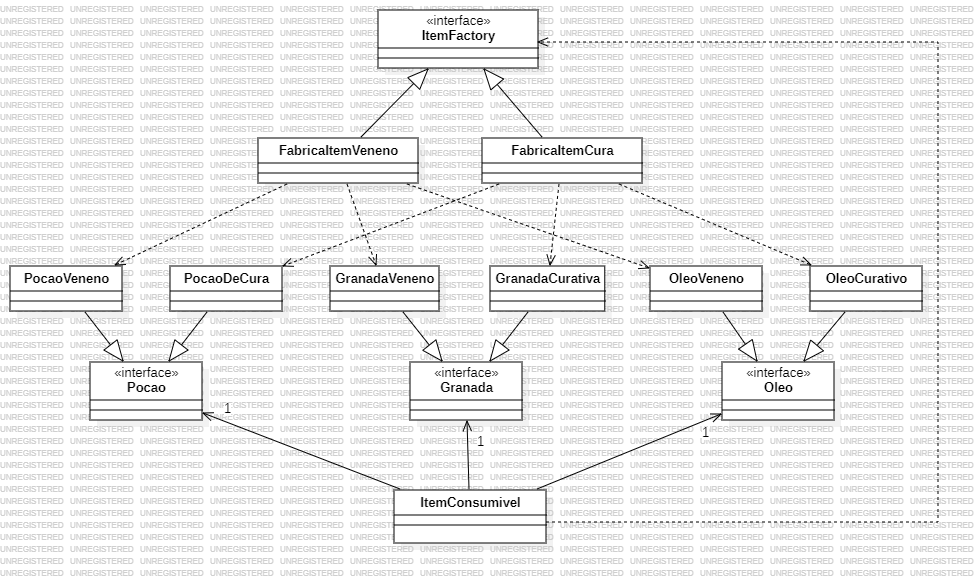 «interface»
ItemFactory
FabricaItemVeneno
FabricaItemCura
PocaoVeneno
PocaoDeCura
GranadaVeneno
GranadaCurativa
OleoVeneno
OleoCurativo
«interface»
Pocao
«interface»
Granada
«interface»
Oleo
1
1
1
ItemConsumivel
UNREGISTERED